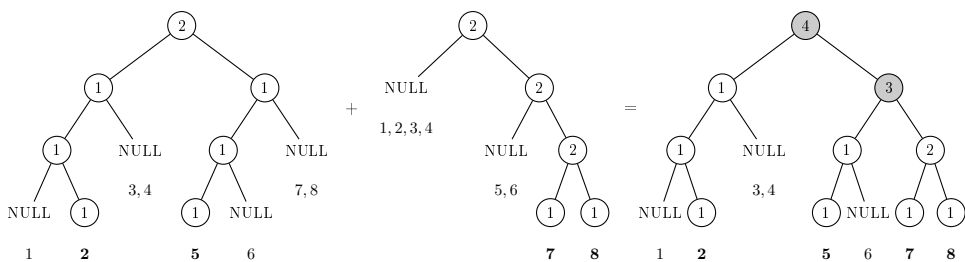 2 2 4
1 1 NULL 2 1 3
+ =
1, 2, 3, 4
1 NULL 1 NULL NULL 2 1 NULL 1 2
3, 4 7, 8 5, 6 3, 4
NULL 1 1 NULL 1 1 NULL 1 1 NULL 1 1
1 2 5 6 7 8 1 2 5 6 7 8